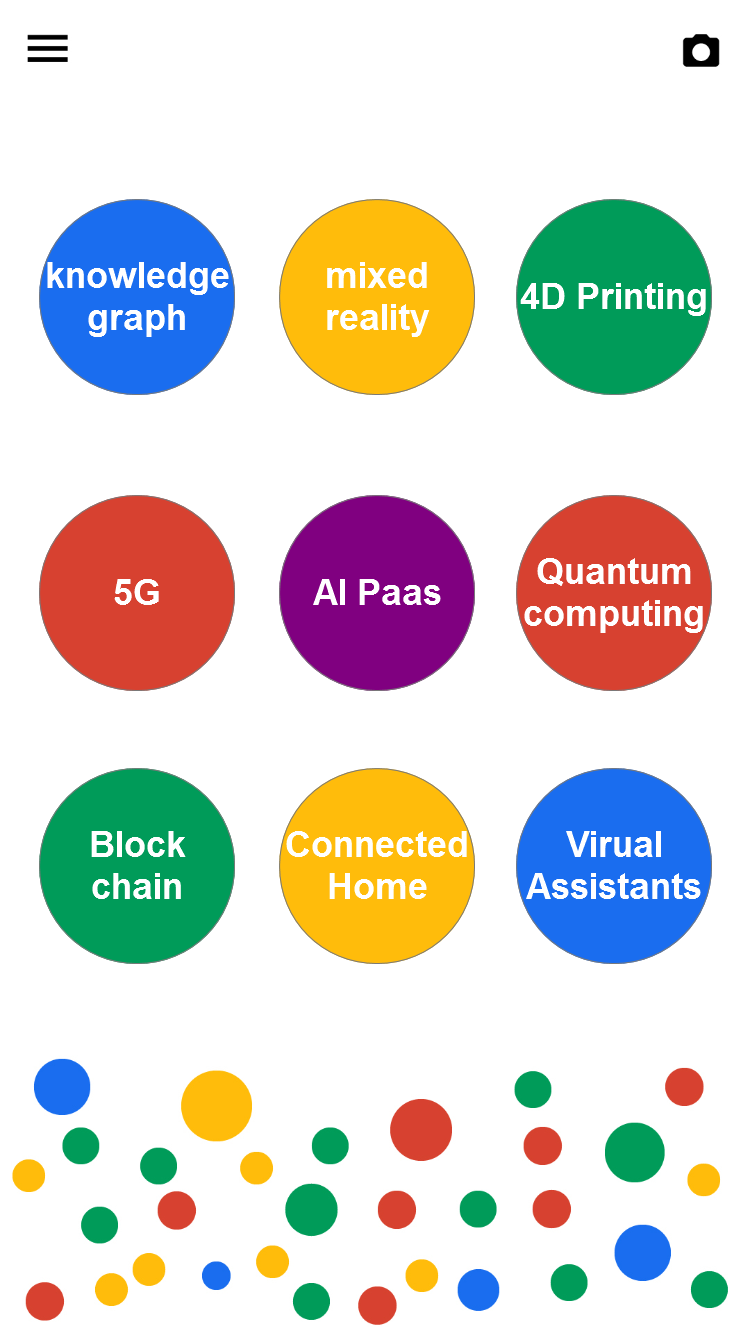 knowledge
graph
mixed
reality
4D Printing
5G
AI Paas
Quantum
computing
Block
chain
Connected
Home
Virual
Assistants